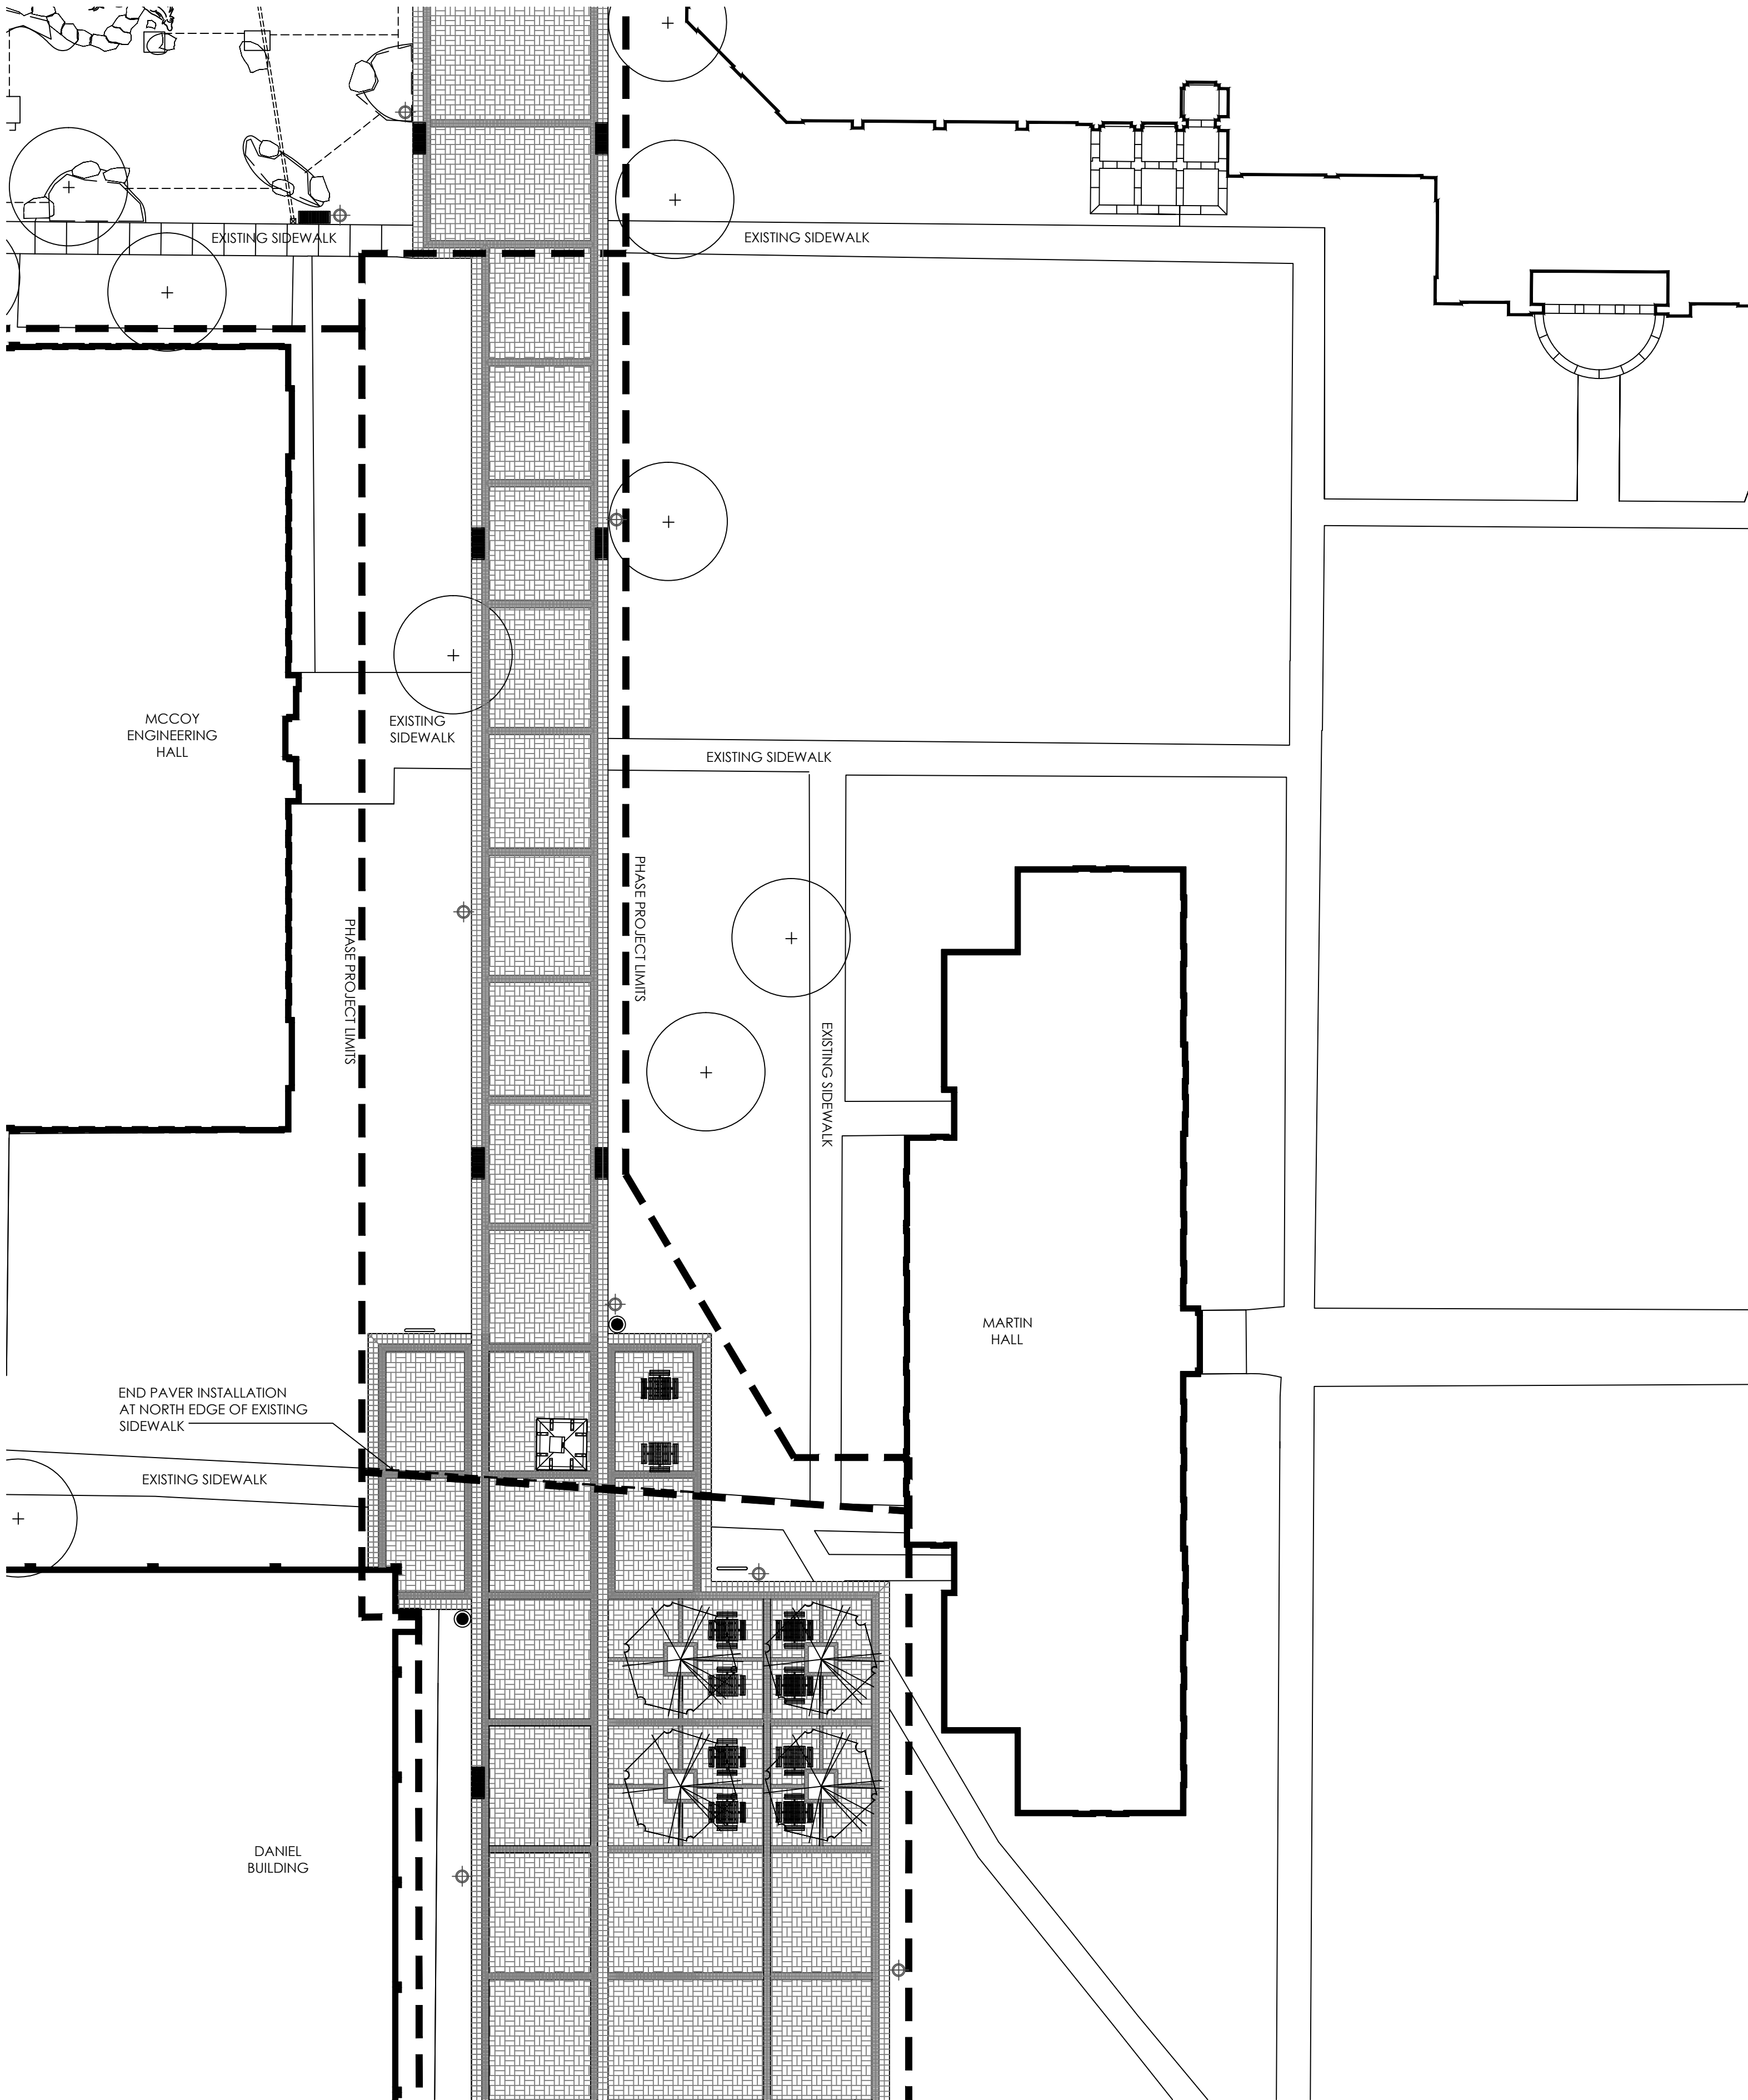 EXISTING SIDEWALK
EXISTING SIDEWALK
MCCOY
ENGINEERING
HALL
EXISTING
SIDEWALK
EXISTING SIDEWALK
PHASE PROJECT LIMITS
PHASE PROJECT LIMITS
EXISTING SIDEWALK
MARTIN
HALL
END PAVER INSTALLATION
AT NORTH EDGE OF EXISTING
SIDEWALK
EXISTING SIDEWALK
DANIEL
BUILDING